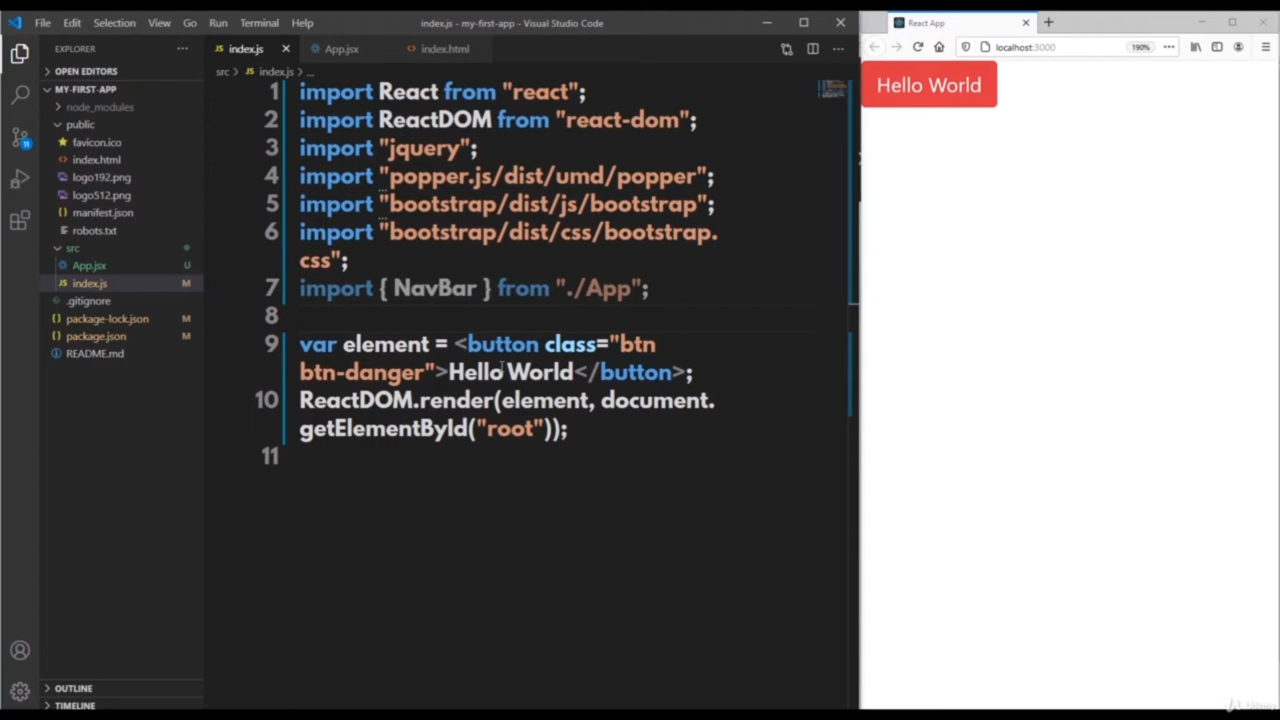 File Edit Selection View Go Run Terminal Help index.js - my-first-app - Visual Studio Code
EXPLORER
OPEN EDITORS
MY-FIRST-APP
node_modules
public
favicon.ico
index.html
logo192.png
logo512.png
manifest.json
robots.txt
src
App.jsx U
index.js M
.gitignore
package-lock.json M
package.json M
README.md
OUTLINE
TIMELINE
11
index.js App.jsx index.html
src index.js ...
1 import React from "react";
2 import ReactDOM from "react-dom";
3 import "jquery";
4 import "popper.js/dist/umd/popper";
5 import "bootstrap/dist/js/bootstrap";
6 import "bootstrap/dist/css/bootstrap.
css";
7 import { NavBar } from "./App";
8
9 var element = <button class="btn
btn-danger">Hello World</button>;
10 ReactDOM.render(element, document.
getElementById("root"));
11
React App
localhost:3000 190%
Hello World
Udemy